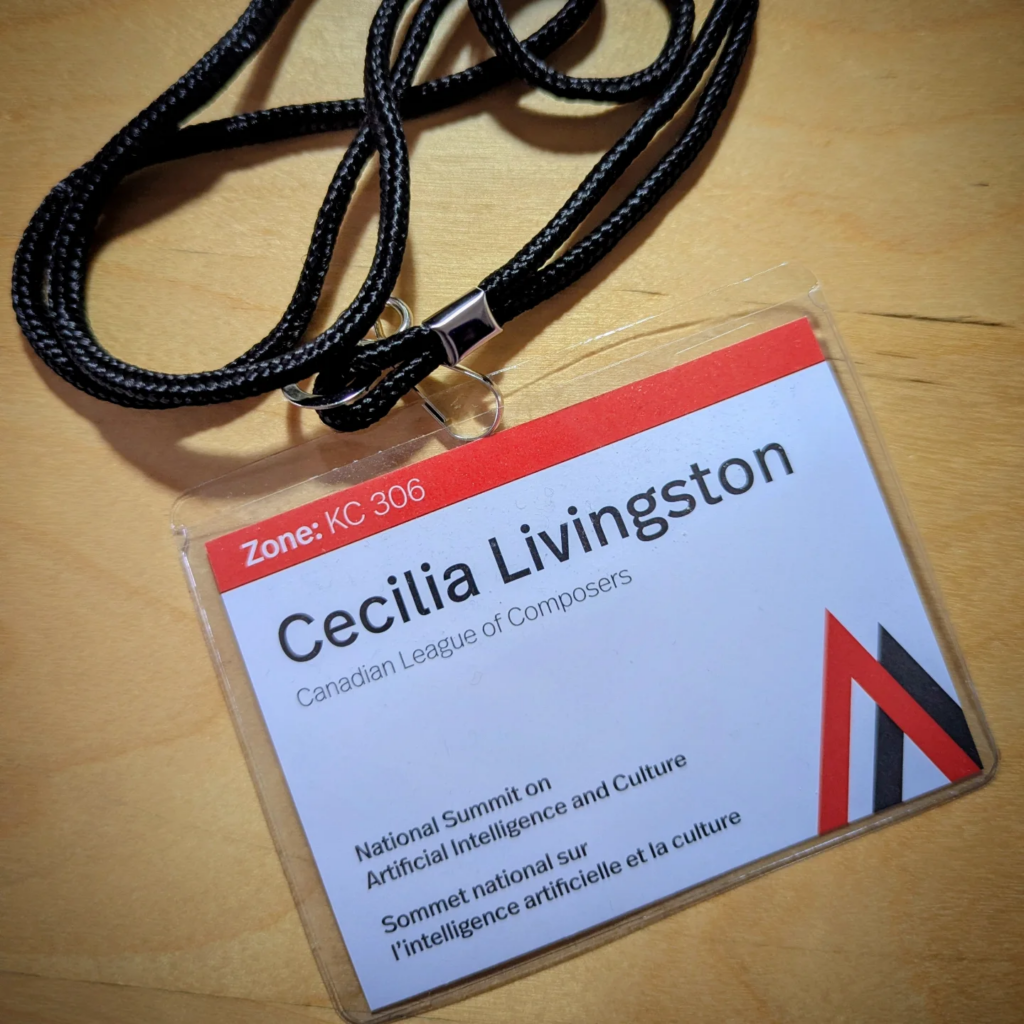 Zone: KC 306
Cecilia Livingston
Canadian League of Composers
National Summit on
Artificial Intelligence and Culture
Sommet national sur
l'intelligence artificielle et la culture